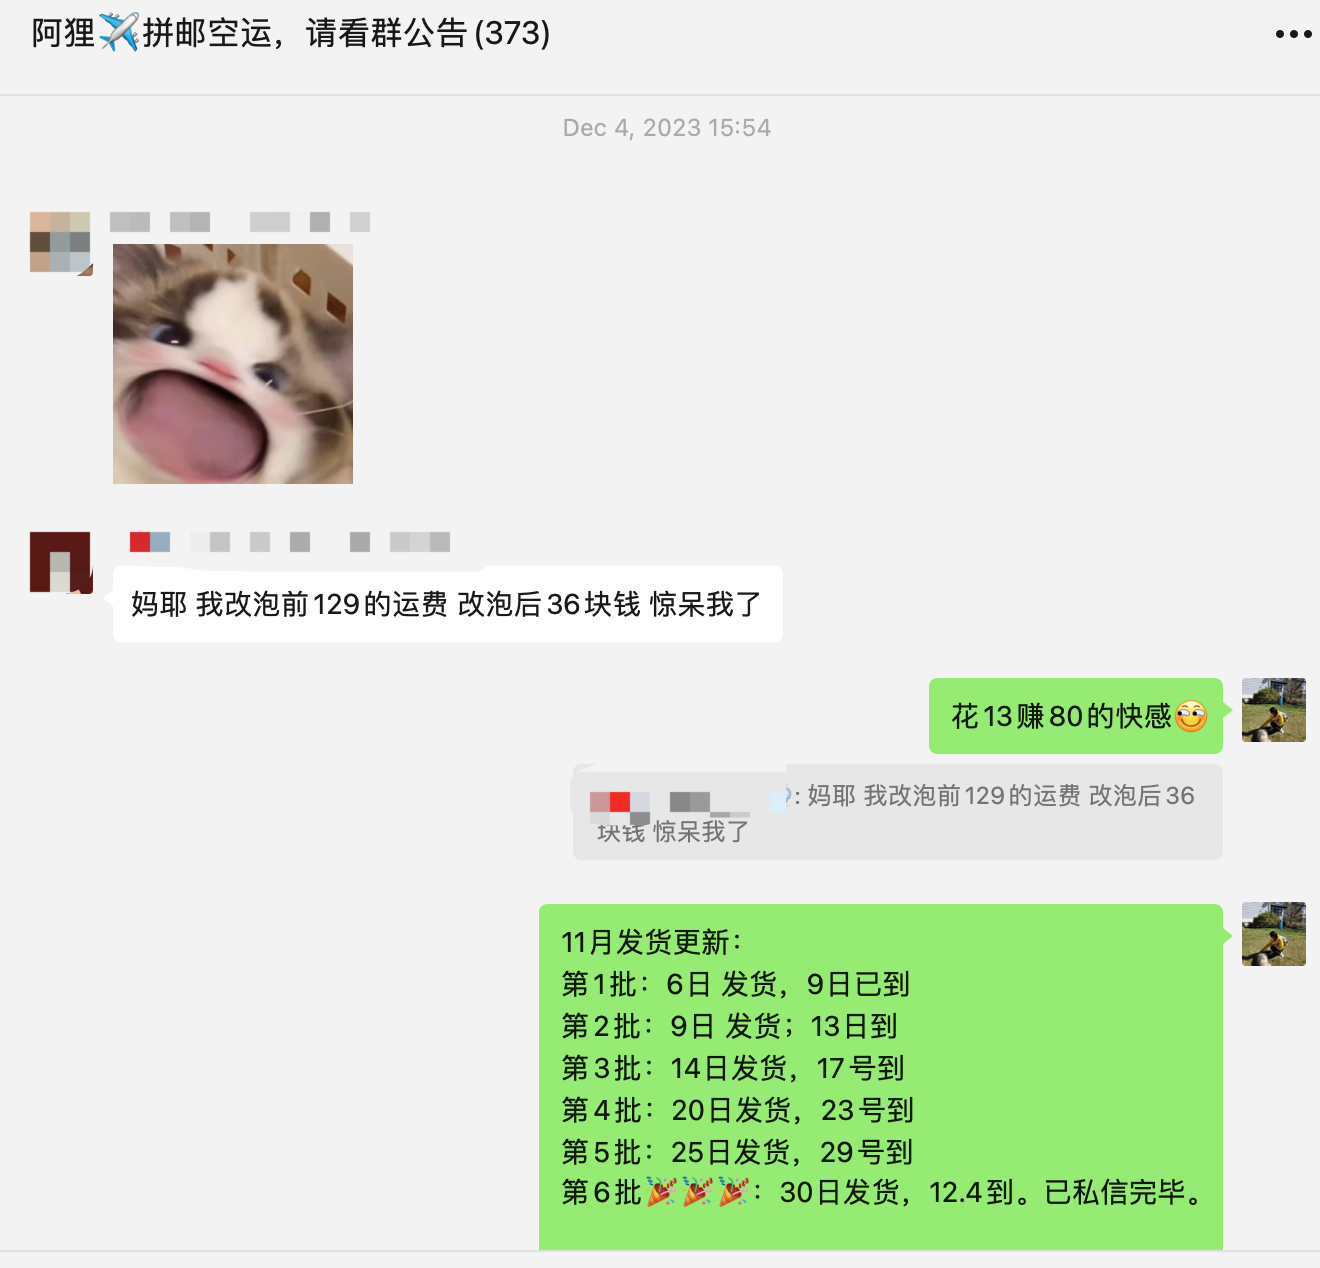 阿狸✈️拼邮空运，请看群公告(373)
Dec 4, 2023 15:54
妈耶 我改泡前129的运费 改泡后36块钱 惊呆我了
花13赚80的快感
: 妈耶 我改泡前129的运费 改泡后36
块钱 惊呆我了
11月发货更新：
第1批：6日 发货，9日已到
第2批：9日 发货；13日到
第3批：14日发货，17号到
第4批：20日发货，23号到
第5批：25日发货，29号到
第6批🎉🎉🎉：30日发货，12.4到。已私信完毕。